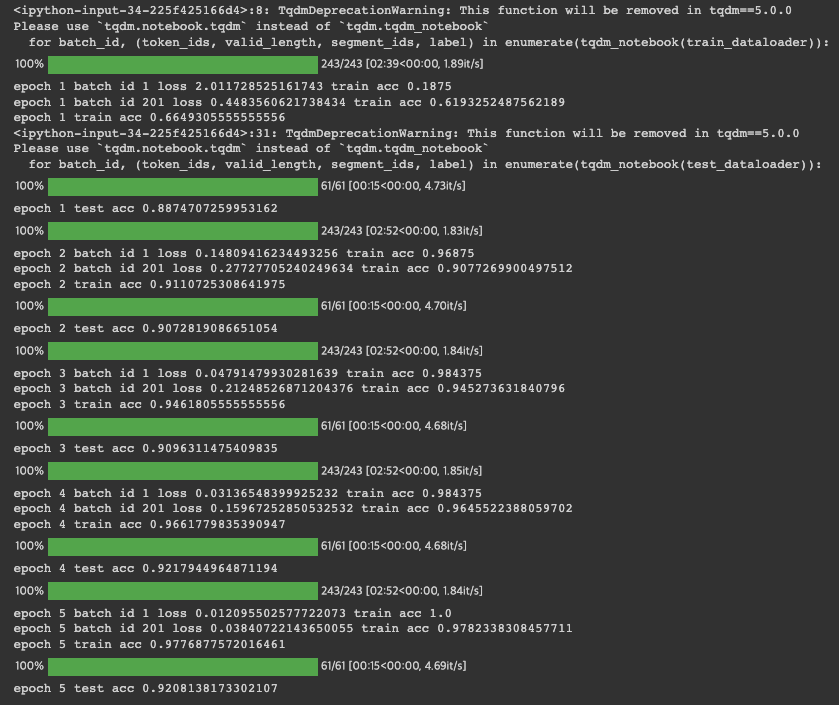 <ipython-input-34-225f425166d4>:8: TqdmDeprecationWarning: This function will be removed in tqdm==5.0.0
Please use `tqdm.notebook.tqdm` instead of `tqdm.tqdm_notebook`
for batch_id, (token_ids, valid_length, segment_ids, label) in enumerate(tqdm_notebook(train_dataloader)):
100% 243/243 [02:39<00:00, 1.89it/s]
epoch 1 batch id 1 loss 2.011728525161743 train acc 0.1875
epoch 1 batch id 201 loss 0.4483560621738434 train acc 0.6193252487562189
epoch 1 train acc 0.6649305555555556
<ipython-input-34-225f425166d4>:31: TqdmDeprecationWarning: This function will be removed in tqdm==5.0.0
Please use `tqdm.notebook.tqdm` instead of `tqdm.tqdm_notebook`
for batch_id, (token_ids, valid_length, segment_ids, label) in enumerate(tqdm_notebook(test_dataloader)):
100% 61/61 [00:15<00:00, 4.73it/s]
epoch 1 test acc 0.8874707259953162
100% 243/243 [02:52<00:00, 1.83it/s]
epoch 2 batch id 1 loss 0.14809416234493256 train acc 0.96875
epoch 2 batch id 201 loss 0.27727705240249634 train acc 0.9077269900497512
epoch 2 train acc 0.9110725308641975
100% 61/61 [00:15<00:00, 4.70it/s]
epoch 2 test acc 0.9072819086651054
100% 243/243 [02:52<00:00, 1.84it/s]
epoch 3 batch id 1 loss 0.04791479930281639 train acc 0.984375
epoch 3 batch id 201 loss 0.21248526871204376 train acc 0.945273631840796
epoch 3 train acc 0.9461805555555556
100% 61/61 [00:15<00:00, 4.68it/s]
epoch 3 test acc 0.9096311475409835
100% 243/243 [02:52<00:00, 1.85it/s]
epoch 4 batch id 1 loss 0.03136548399925232 train acc 0.984375
epoch 4 batch id 201 loss 0.15967252850532532 train acc 0.9645522388059702
epoch 4 train acc 0.9661779835390947
100% 61/61 [00:15<00:00, 4.68it/s]
epoch 4 test acc 0.9217944964871194
100% 243/243 [02:52<00:00, 1.84it/s]
epoch 5 batch id 1 loss 0.012095502577722073 train acc 1.0
epoch 5 batch id 201 loss 0.03840722143650055 train acc 0.9782338308457711
epoch 5 train acc 0.9776877572016461
100% 61/61 [00:15<00:00, 4.69it/s]
epoch 5 test acc 0.9208138173302107